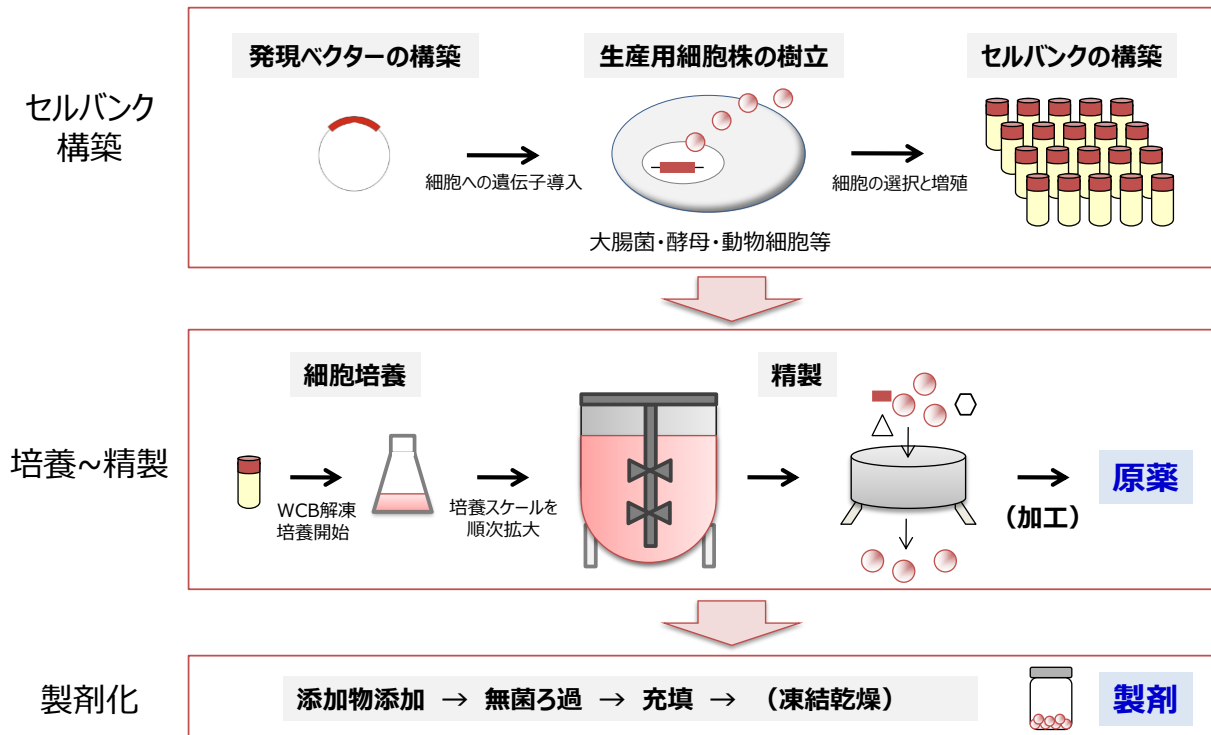 セルバンク
構築
発現ベクターの構築
細胞への遺伝子導入
生産用細胞株の樹立
大腸菌・酵母・動物細胞等
細胞の選択と増殖
セルバンクの構築
培養~精製
細胞培養
WCB解凍
培養開始
培養スケールを
順次拡大
精製
（加工）
原薬
製剤化
添加物添加 → 無菌ろ過 → 充填 → （凍結乾燥）
製剤